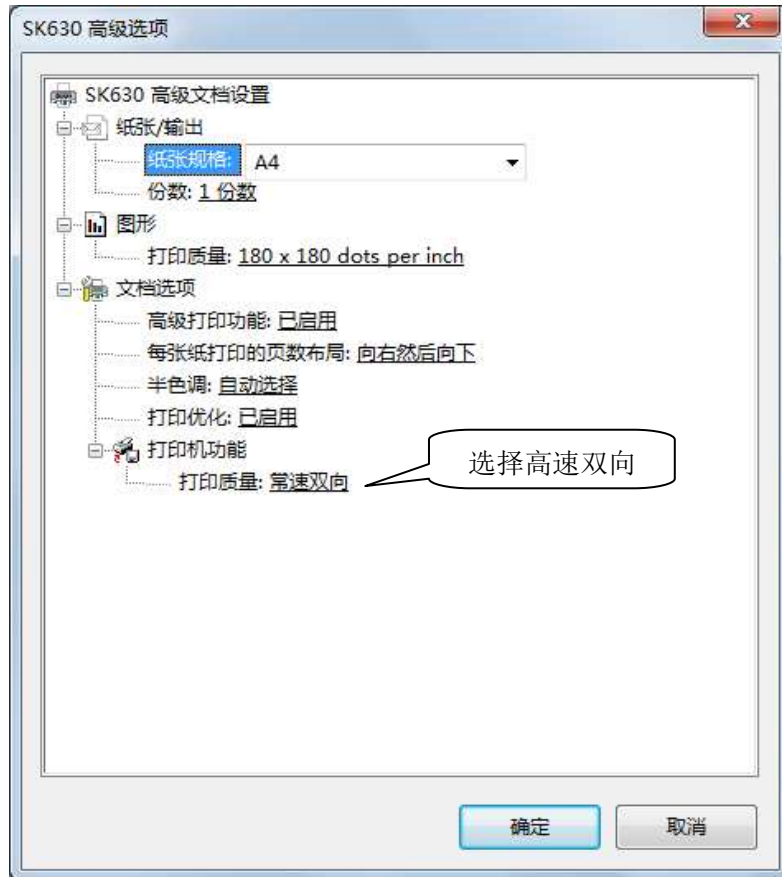 SK630 高级选项
SK630 高级文档设置
纸张/输出
纸张规格: A4
份数: 1 份数
图形
打印质量: 180 x 180 dots per inch
文档选项
高级打印功能: 已启用
每张纸打印的页数布局: 向右然后向下
半色调: 自动选择
打印优化: 已启用
打印机功能
选择高速双向
打印质量: 常速双向
确定
取消